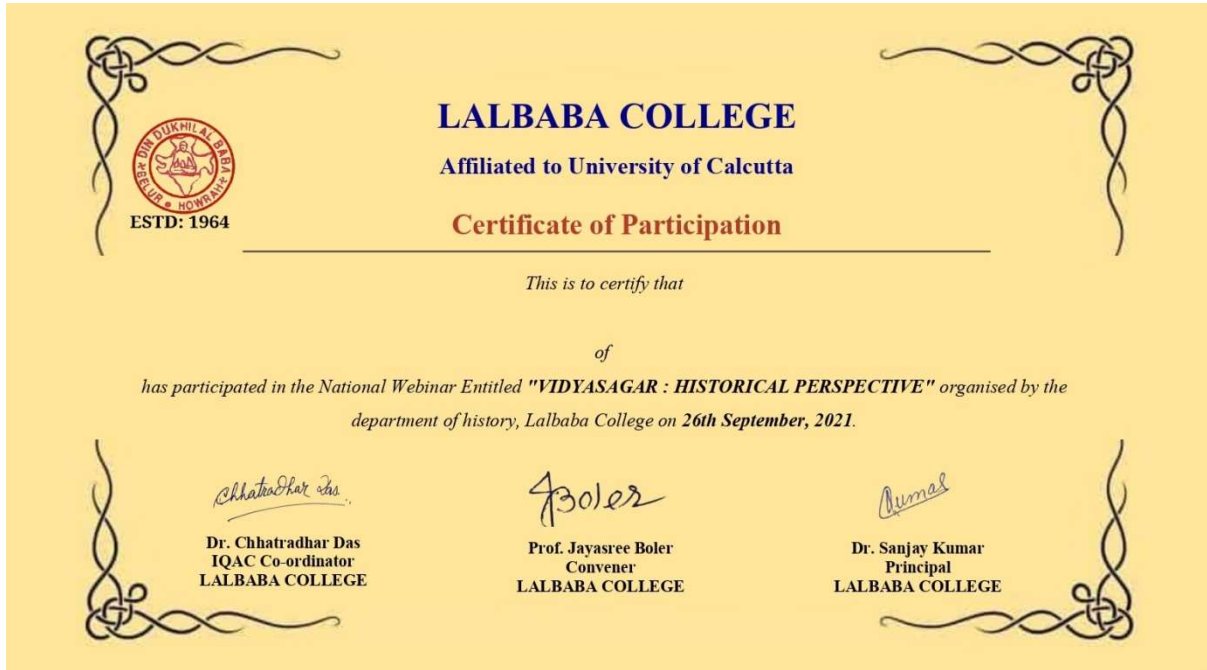 LALBABA COLLEGE
Affiliated to University of Calcutta
DIN DUKHILAL BABA
BELUR HOWRAH
ESTD: 1964
Certificate of Participation
This is to certify that
of
has participated in the National Webinar Entitled "VIDYASAGAR : HISTORICAL PERSPECTIVE" organised by the
department of history, Lalbaba College on 26th September, 2021.
Chhatradhar Das
Dr. Chhatradhar Das
IQAC Co-ordinator
LALBABA COLLEGE
JBoler
Prof. Jayasree Boler
Convener
LALBABA COLLEGE
Kumar
Dr. Sanjay Kumar
Principal
LALBABA COLLEGE